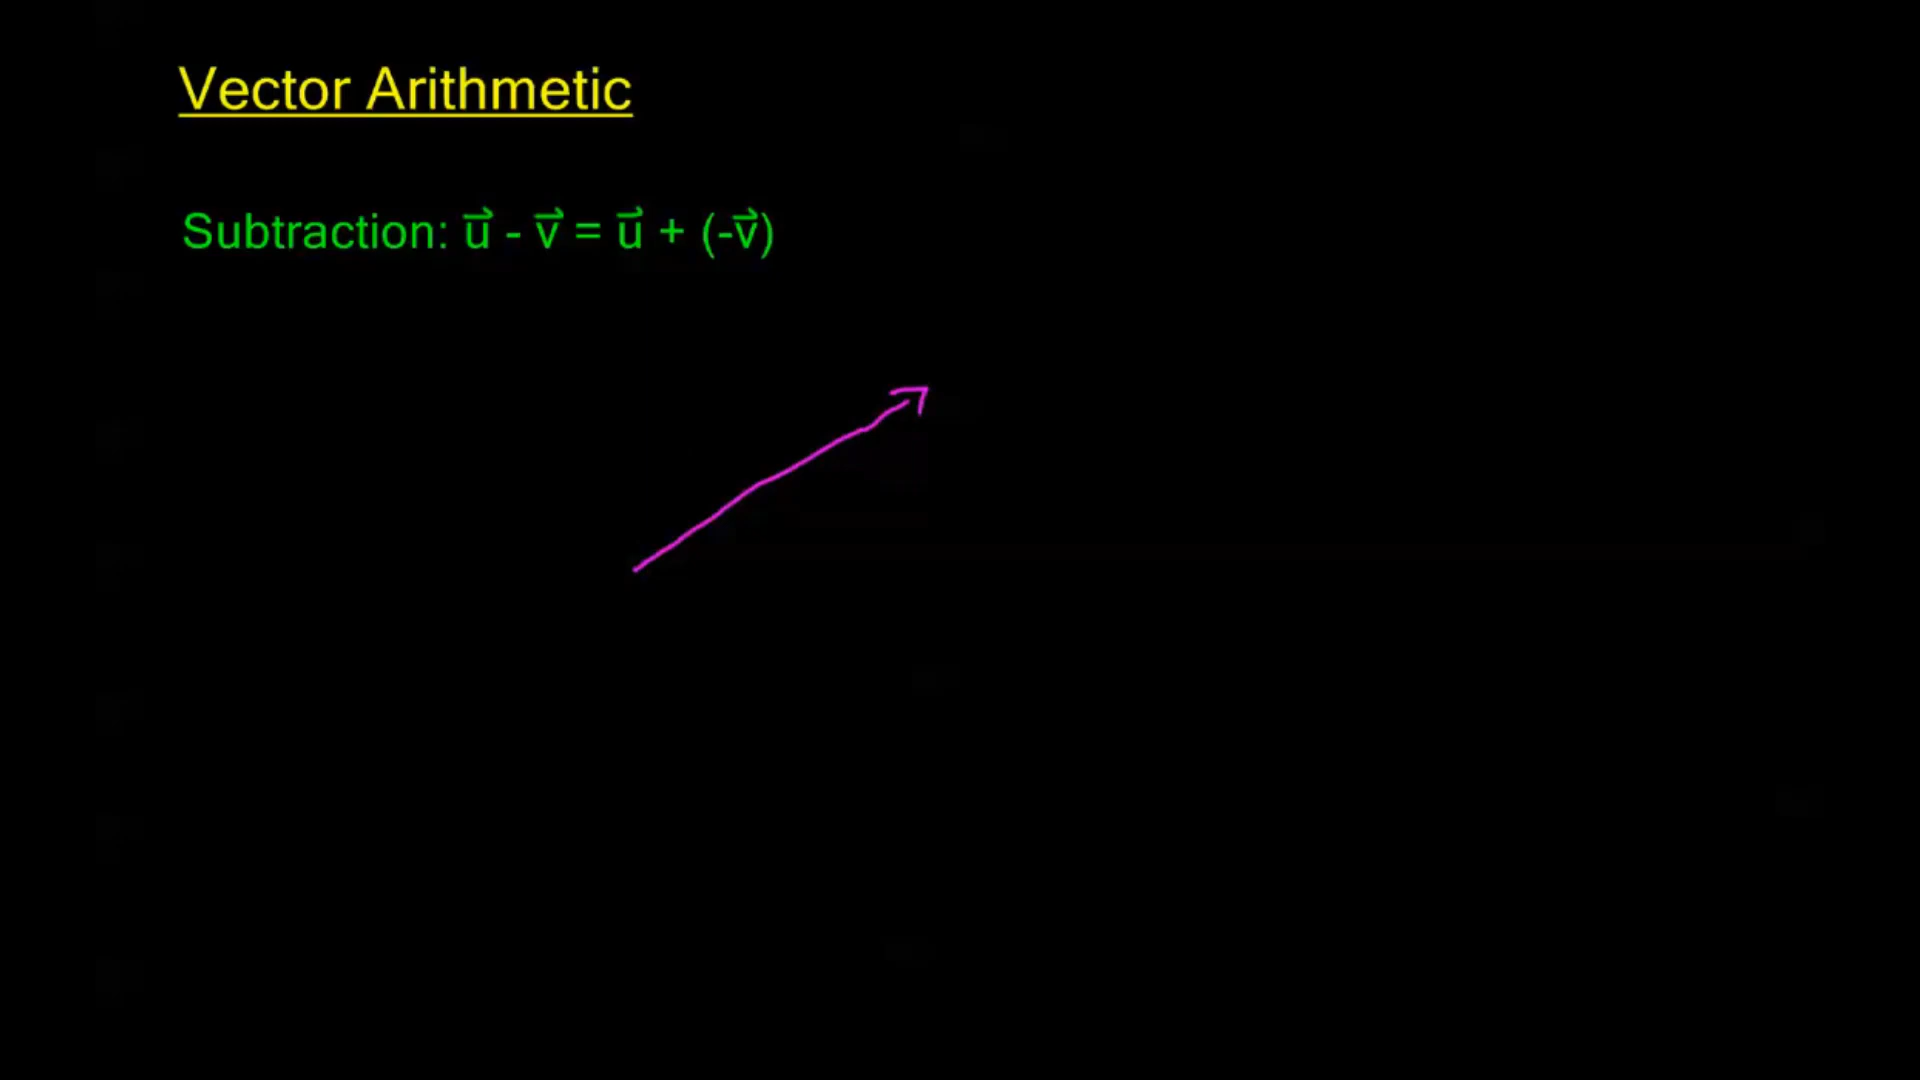 Vector Arithmetic
Subtraction: u⃗ - v⃗ = u⃗ + (-v⃗)